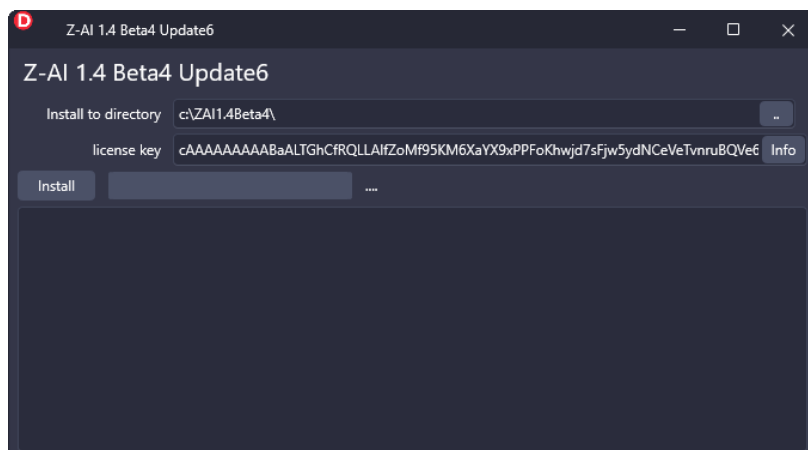 D
Z-AI 1.4 Beta4 Update6
Z-AI 1.4 Beta4 Update6
Install to directory c:\ZAI1.4Beta4\ ..
license key cAAAAAAAAABaALTGhCfRQLLAIfZoMf95KM6XaYX9xPPFoKhwjd7sFjw5ydNCeVeTvnruBQVe6 Info
Install ....